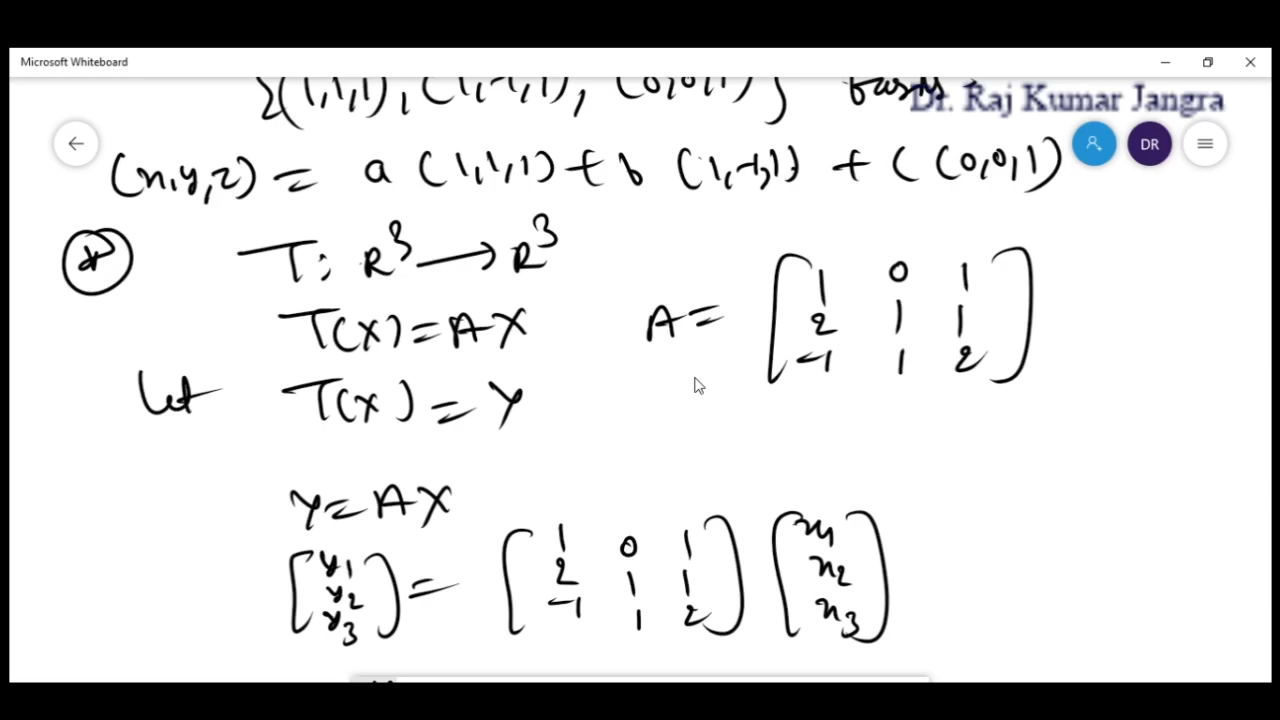 Microsoft Whiteboard
{(1,1,1), (1,-1,1), (0,0,1)} basis
Dr. Raj Kumar Jangra
(x,y,z) = a (1,1,1) + b (1,-1,1) + c (0,0,1)
DR
* T: R³ ⟶ R³
T(X) = AX A = [1 0 1
2 1 1
-1 1 2]
Let T(X) = Y
Y = AX
[y1 y2 y3] = [1 0 1
2 1 1
-1 1 2] [x1 x2 x3]